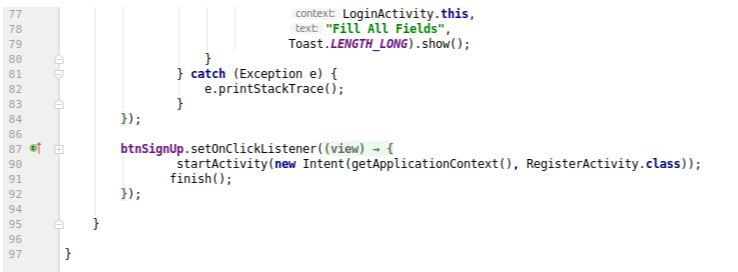 77 context: LoginActivity.this,
78 text: "Fill All Fields",
79 Toast.LENGTH_LONG).show();
80 }
81 } catch (Exception e) {
82 e.printStackTrace();
83 }
84 });
86
87 btnSignUp.setOnClickListener((view) → {
90 startActivity(new Intent(getApplicationContext(), RegisterActivity.class));
91 finish();
92 });
94
95 }
96
97 }